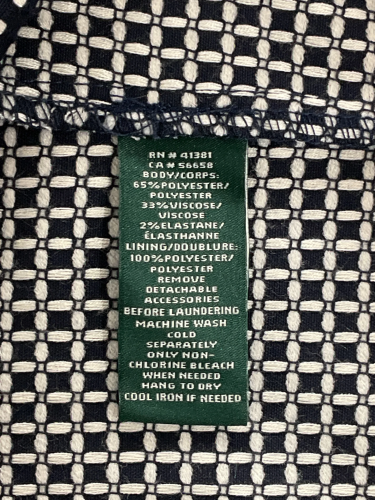 RN # 41381
CA # 56658
BODY/CORPS:
65%POLYESTER/
POLYESTER
33%VISCOSE/
VISCOSE
2%ELASTANE/
ÉLASTHANNE
LINING/DOUBLURE:
100%POLYESTER/
POLYESTER
REMOVE
DETACHABLE
ACCESSORIES
BEFORE LAUNDERING
MACHINE WASH
COLD
SEPARATELY
ONLY NON-
CHLORINE BLEACH
WHEN NEEDED
HANG TO DRY
COOL IRON IF NEEDED